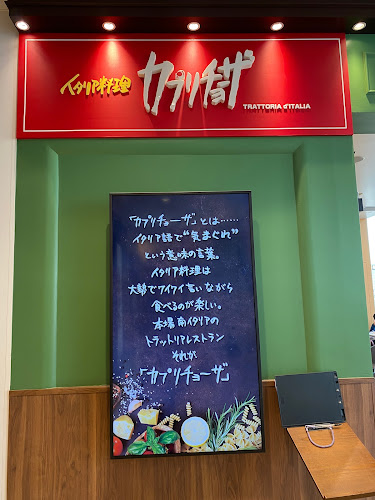 イタリア料理 カプリチョーザ
TRATTORIA d'ITALIA
「カプリチョーザ」とは……
イタリア語で"気まぐれ"
という意味の言葉。
イタリア料理は
大勢でワイワイ言いながら
食べるのが楽しい。
本場南イタリアの
トラットリアレストラン
それが
「カプリチョーザ」